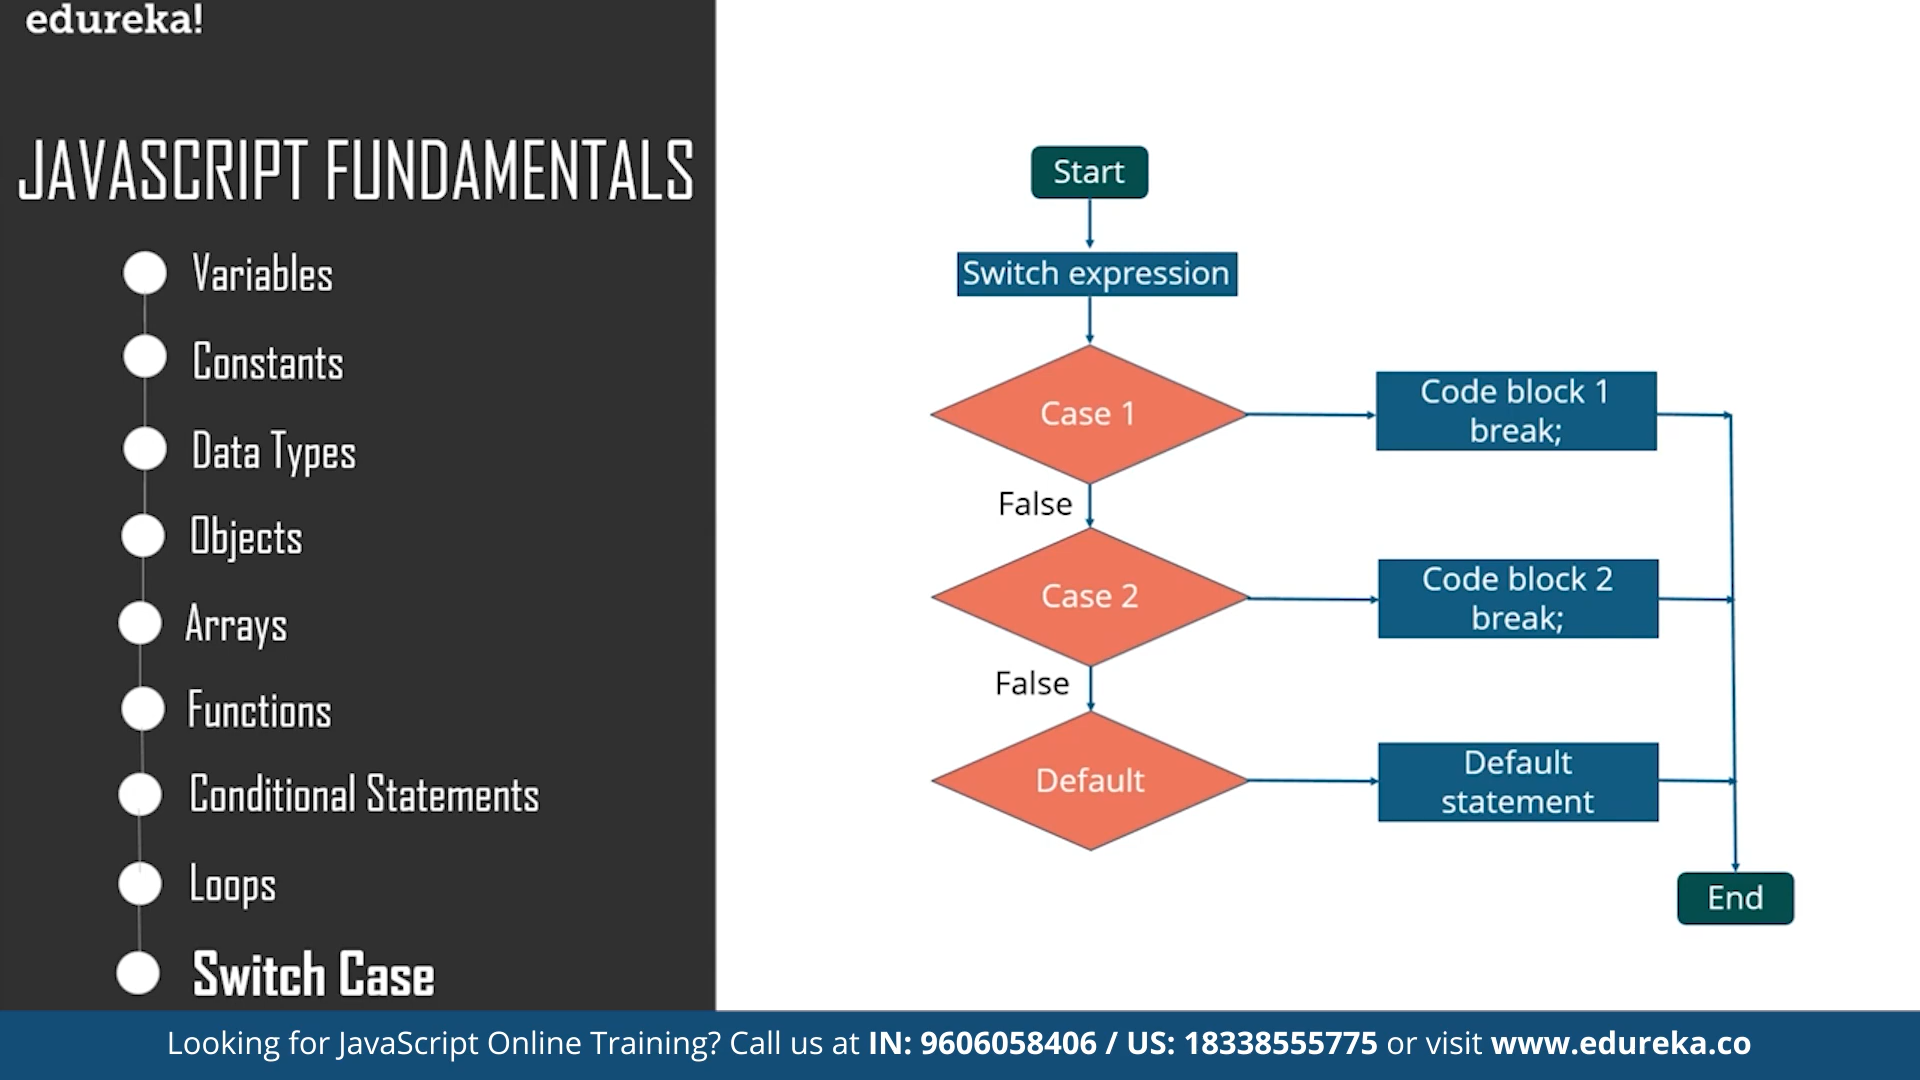 edureka!
JAVASCRIPT FUNDAMENTALS
Variables
Constants
Data Types
Objects
Arrays
Functions
Conditional Statements
Loops
Switch Case
Start
Switch expression
Case 1
Code block 1
break;
False
Case 2
Code block 2
break;
False
Default
Default
statement
End
Looking for JavaScript Online Training? Call us at IN: 9606058406 / US: 18338555775 or visit www.edureka.co